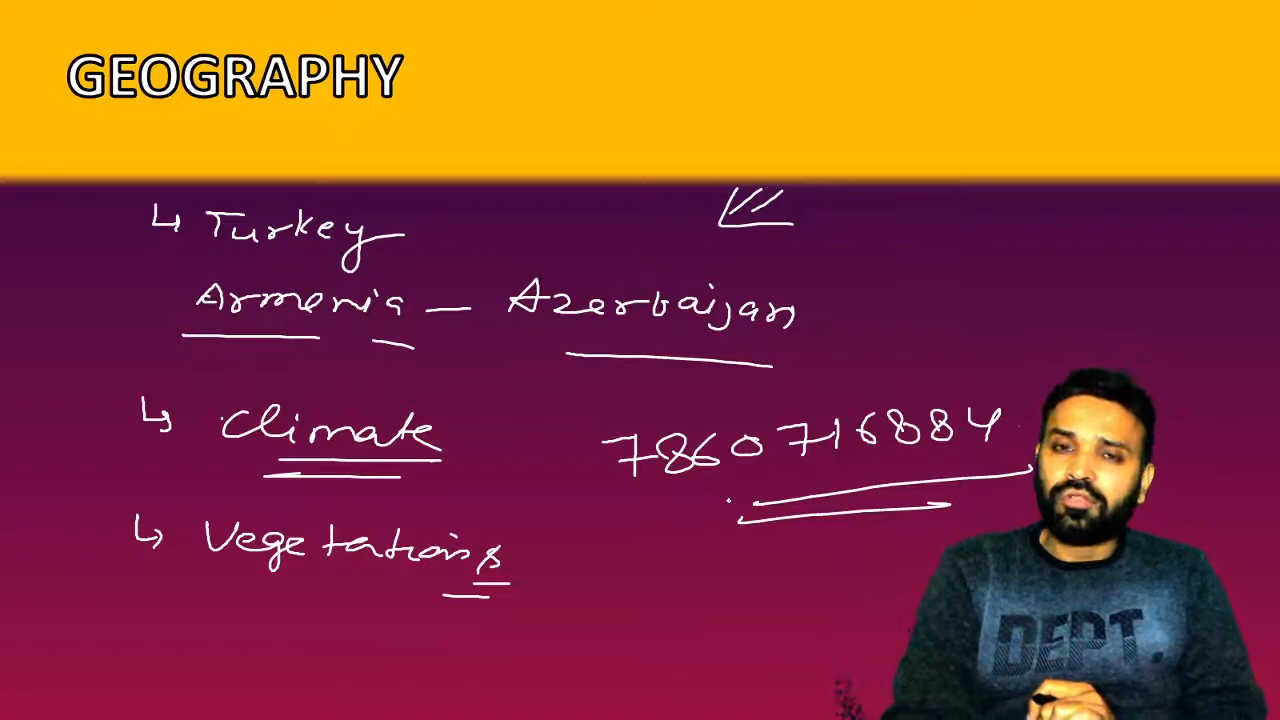 GEOGRAPHY
↳ Turkey
Armenia — Azerbaijan
↳ Climate
7860716884
↳ Vegetations
DEPT.